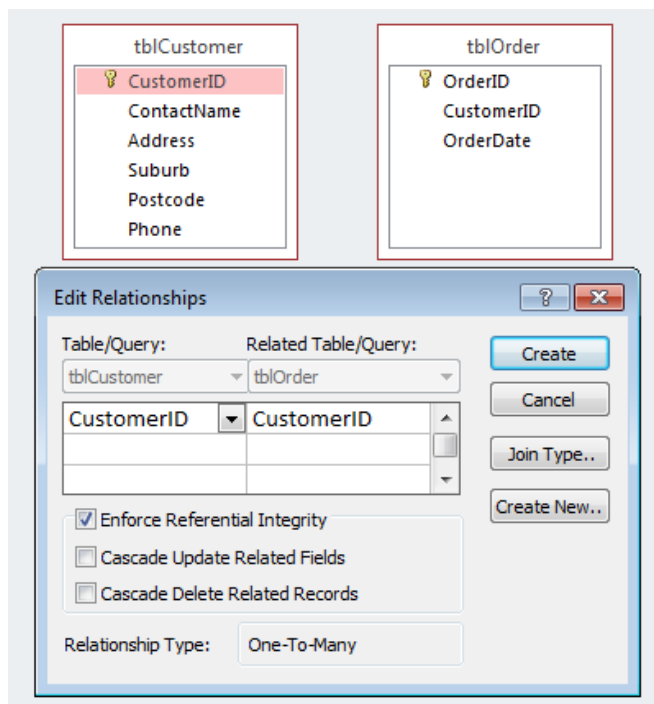 tblCustomer
CustomerID
ContactName
Address
Suburb
Postcode
Phone
tblOrder
OrderID
CustomerID
OrderDate
Edit Relationships
Table/Query: Related Table/Query:
tblCustomer tblOrder
CustomerID CustomerID
Enforce Referential Integrity
Cascade Update Related Fields
Cascade Delete Related Records
Relationship Type: One-To-Many
?
Create
Cancel
Join Type..
Create New..